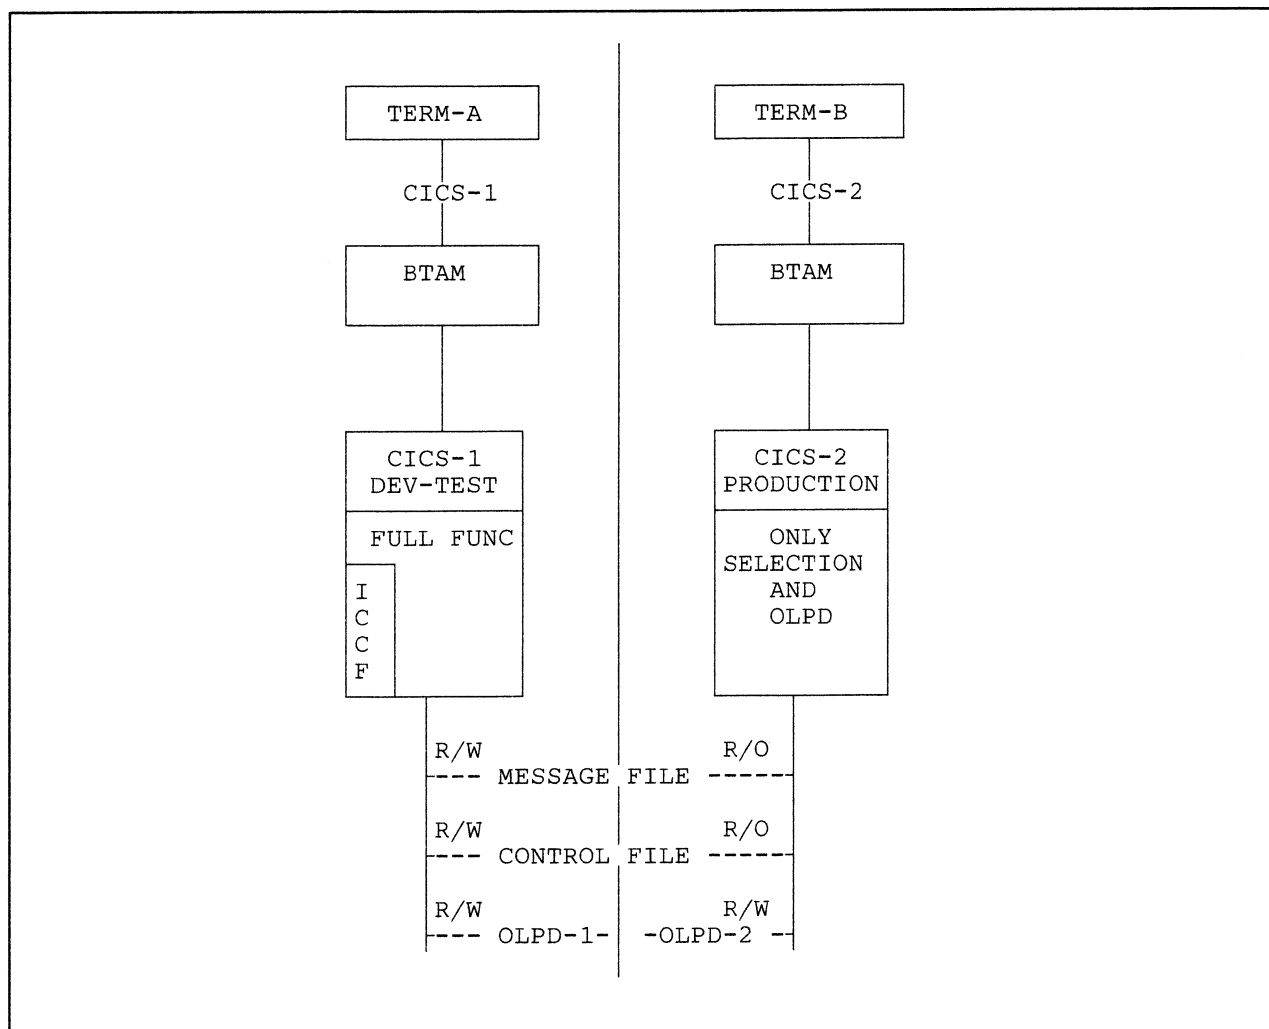 TERM-A
TERM-B
CICS-1
CICS-2
BTAM
BTAM
CICS-1
DEV-TEST
CICS-2
PRODUCTION
FULL FUNC
I
C
C
F
ONLY
SELECTION
AND
OLPD
R/W
R/O
---- MESSAGE FILE ------
R/W
R/O
---- CONTROL FILE ------
R/W
R/W
---- OLPD-1- -OLPD-2 --